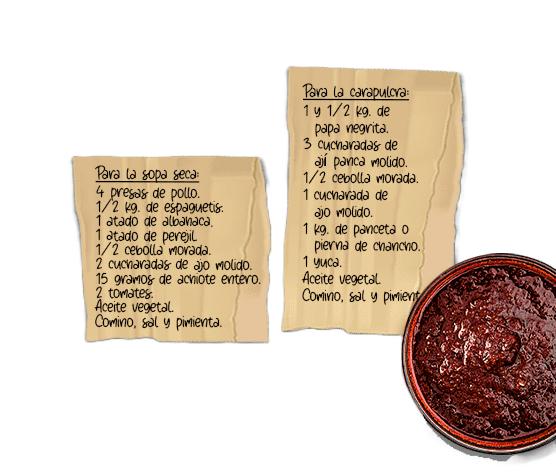 Para la sopa seca:
4 presas de pollo.
1/2 kg. de espaguetis.
1 atado de albahaca.
1 atado de perejil
1/2 cebolla morada.
2 cucharadas de ajo molido.
15 gramos de achiote entero.
2 tomates.
Aceite vegetal.
Comino, sal y pimienta.
Para la carapulcra:
1 y 1/2 kg. de
papa negrita.
3 cucharadas de
ají panca molido.
1/2 cebolla morada.
1 cucharada de
ajo molido.
1 kg. de panceta o
pierna de chancho.
1 yuca.
Aceite vegetal.
Comino, sal y pimient